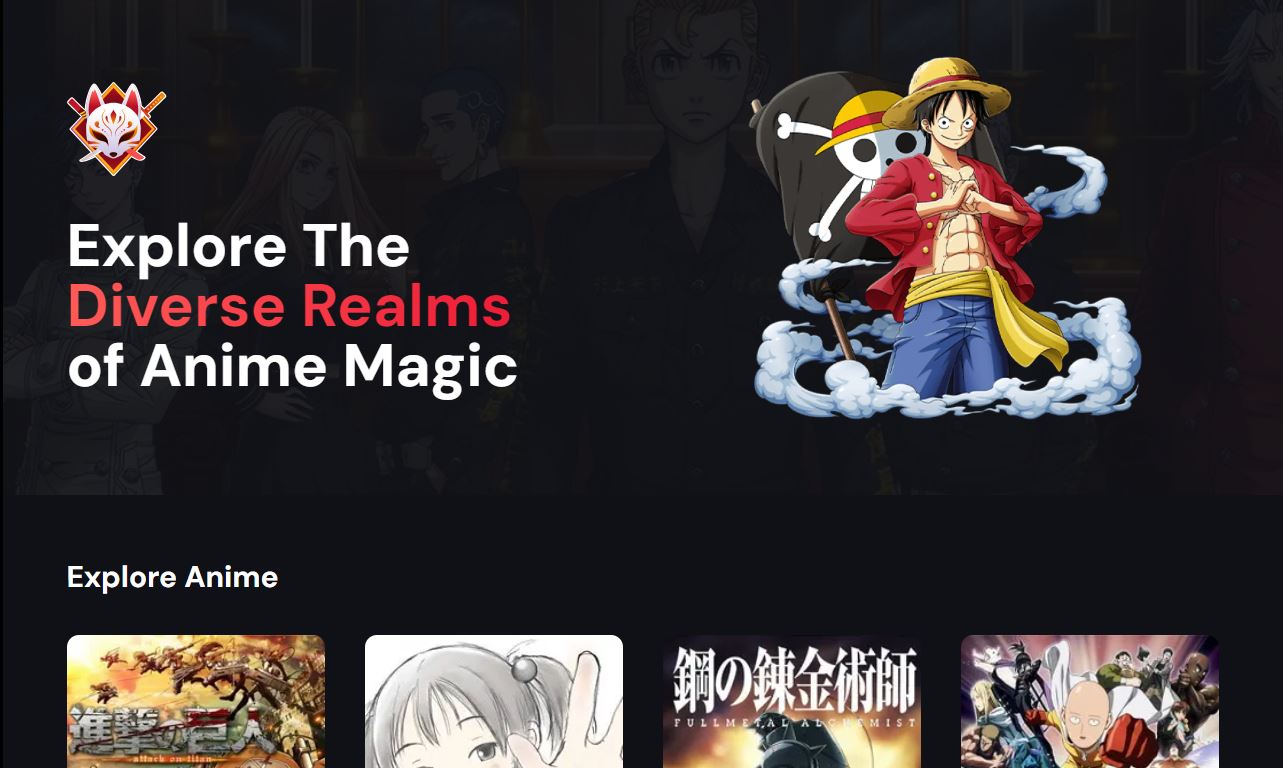 Explore The
Diverse Realms
of Anime Magic
Explore Anime
進撃の巨人
attack on titan
鋼の錬金術師
FULLMETAL ALCHEMIST